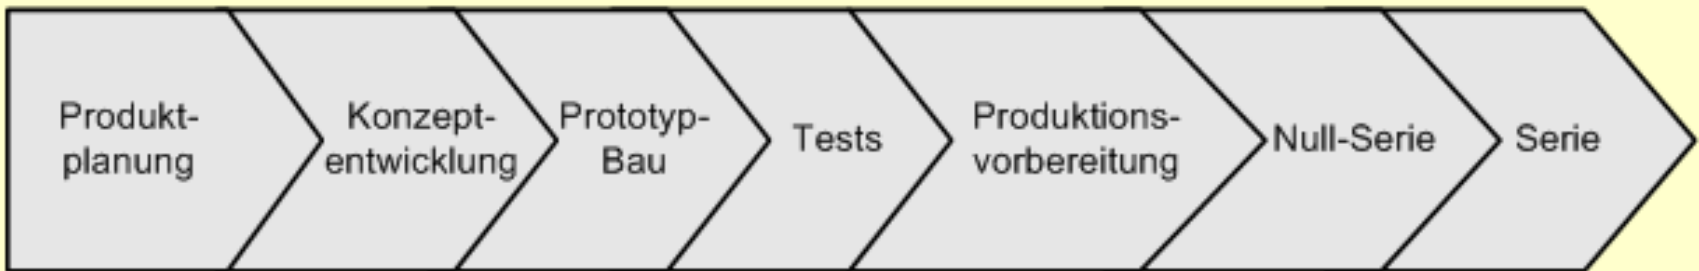 Produkt-
planung
Konzept-
entwicklung
Prototyp-
Bau
Tests
Produktions-
vorbereitung
Null-Serie
Serie